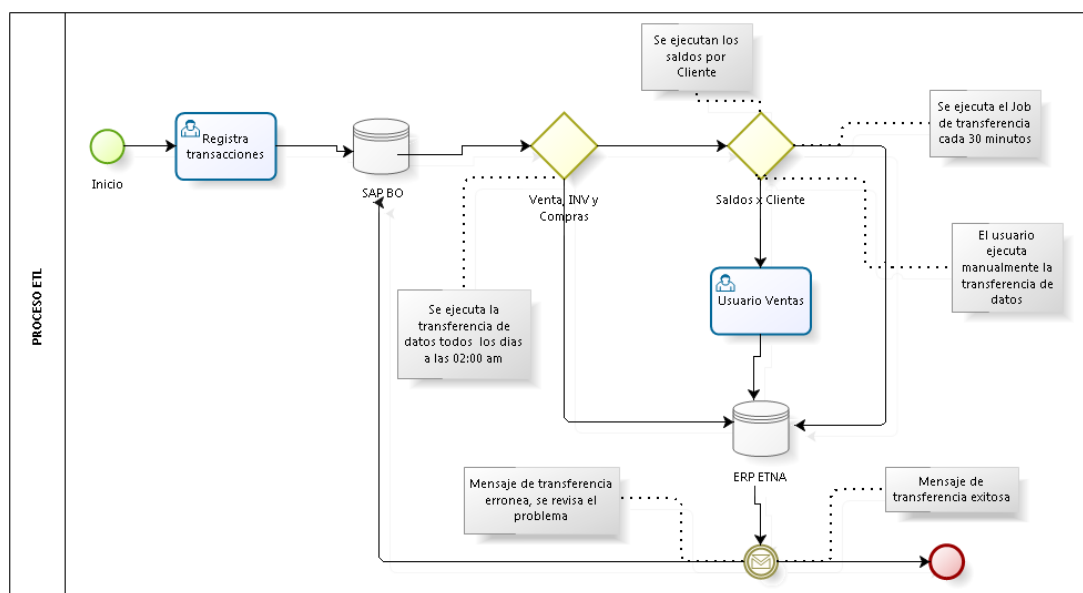 PROCESO ETL
Se ejecutan los
saldos por
Cliente
Se ejecuta el Job
de transferencia
cada 30 minutos
Registra
transacciones
Inicio
SAP BO
Venta, INV y
Compras
Saldos x Cliente
El usuario
ejecuta
manualmente la
transferencia de
datos
Usuario Ventas
Se ejecuta la
transferencia de
datos todos los dias
a las 02:00 am
ERP ETNA
Mensaje de transferencia
erronea, se revisa el
problema
Mensaje de
transferencia exitosa